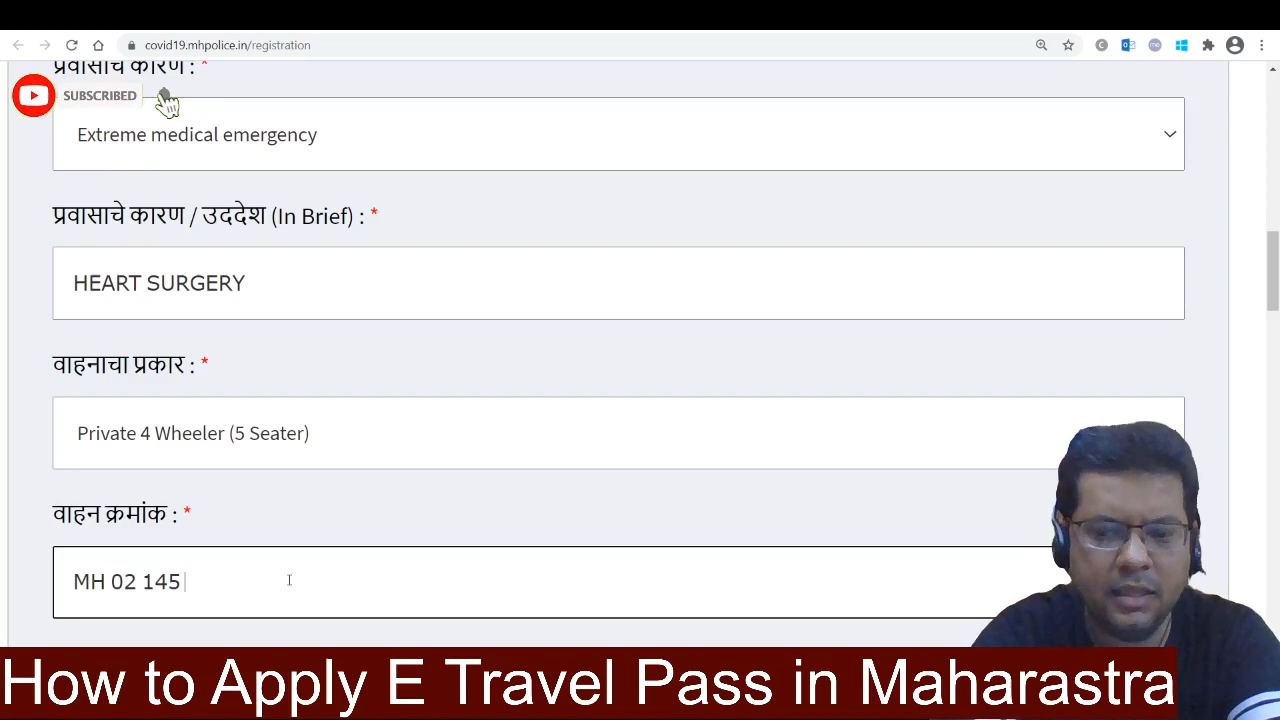 covid19.mhpolice.in/registration
प्रवासाचे कारण : *
SUBSCRIBED
Extreme medical emergency
प्रवासाचे कारण / उददेश (In Brief) : *
HEART SURGERY
वाहनाचा प्रकार : *
Private 4 Wheeler (5 Seater)
वाहन क्रमांक : *
MH 02 145
How to Apply E Travel Pass in Maharastra